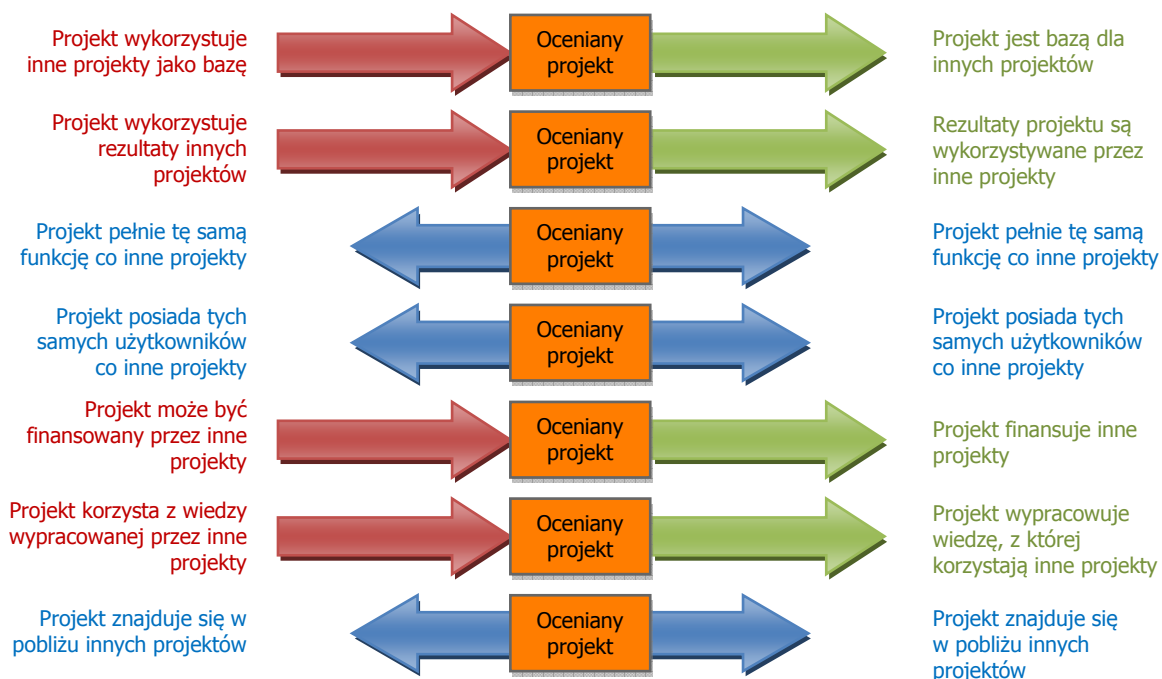 Projekt wykorzystuje
inne projekty jako bazę
Oceniany
projekt
Projekt jest bazą dla
innych projektów
Projekt wykorzystuje
rezultaty innych
projektów
Oceniany
projekt
Rezultaty projektu są
wykorzystywane przez
inne projekty
Projekt pełnie tę samą
funkcję co inne projekty
Oceniany
projekt
Projekt pełnie tę samą
funkcję co inne projekty
Projekt posiada tych
samych użytkowników
co inne projekty
Oceniany
projekt
Projekt posiada tych
samych użytkowników
co inne projekty
Projekt może być
finansowany przez inne
projekty
Oceniany
projekt
Projekt finansuje inne
projekty
Projekt korzysta z wiedzy
wypracowanej przez inne
projekty
Oceniany
projekt
Projekt wypracowuje
wiedzę, z której
korzystają inne projekty
Projekt znajduje się w
pobliżu innych projektów
Oceniany
projekt
Projekt znajduje się
w pobliżu innych
projektów